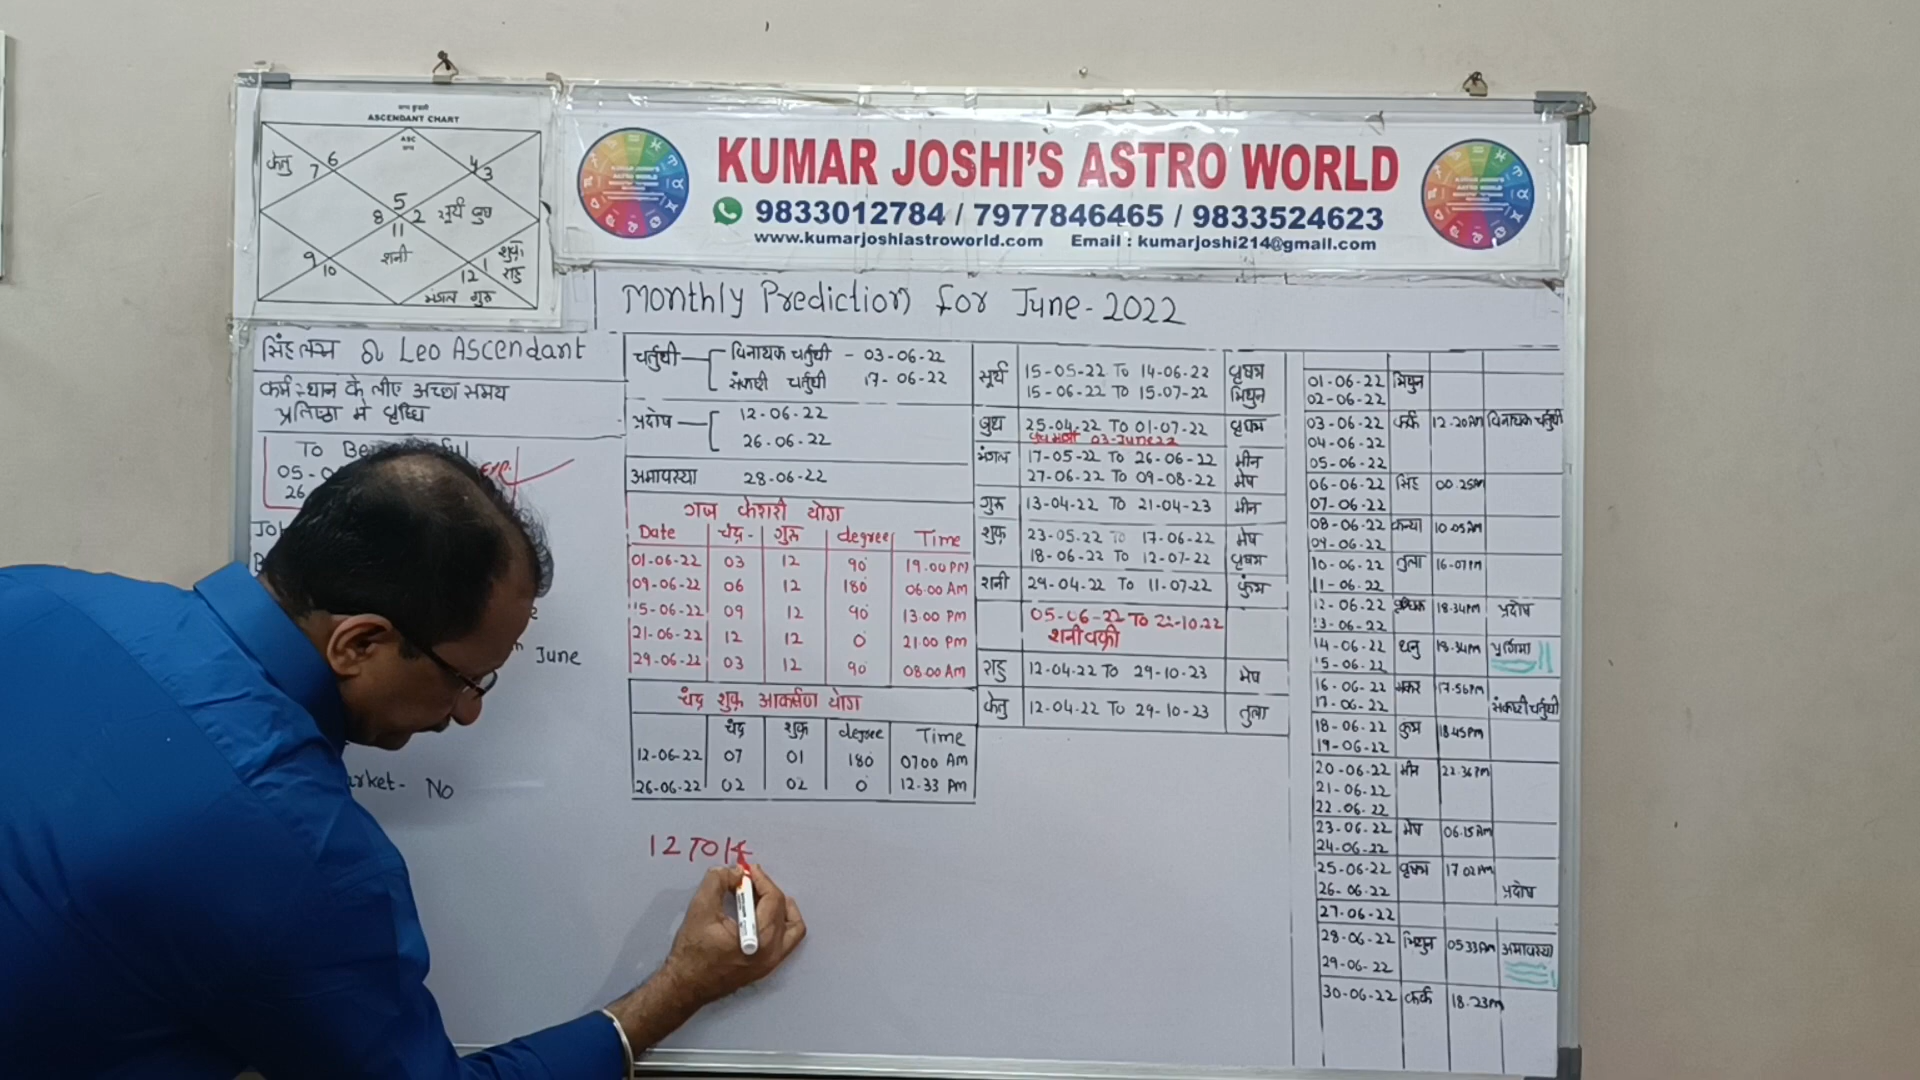 लग्न कुंडली
ASCENDANT CHART
ASC
लग्न
केतु 7 6 4 3
5
8 2 सूर्य बुध
11
शनी
9 10 12 1 शुक्र राहु
मंगल गुरु
KUMAR JOSHI'S ASTRO WORLD
9833012784 / 7977846465 / 9833524623
www.kumarjoshiastroworld.com Email : kumarjoshi214@gmail.com
Monthly Prediction for June-2022
सिंह लग्न Leo Ascendant
कर्म स्थान के लीए अच्छा समय
प्रतिष्ठा मे वृध्धि
To Be
05-0
26
June
arket- No
चर्तुथी विनायक चर्तुथी - 03-06-22
संकष्टी चर्तुथी 17-06-22
प्रदोष 12-06-22
26-06-22
अमावस्या 28-06-22
गज केशरी योग
Date चंद्र- गुरु degree Time
01-06-22 03 12 90° 19.00 PM
09-06-22 06 12 180 06.00 AM
15-06-22 09 12 90° 13.00 Pm
21-06-22 12 12 0° 21.00 Pm
29-06-22 03 12 90° 08.00 Am
चंद्र शुक्र आकर्सण योग
चंद्र शुक्र degree Time
12-06-22 07 01 180 0700 Am
26-06-22 02 02 0° 12.33 Pm
12 TO 14
सूर्य 15-05-22 TO 14-06-22 वृषभ
15-06-22 TO 15-07-22 मिथुन
बुध 25-04-22 TO 01-07-22 वृषभ
03-June 22
मंगल 17-05-22 TO 26-06-22 मीन
27-06-22 TO 09-08-22 मेष
गुरु 13-04-22 TO 21-04-23 मीन
शुक्र 23-05-22 TO 17-06-22 मेष
18-06-22 TO 12-07-22 वृषभ
शनी 29-04-22 TO 11-07-22 कुंभ
05-06-22 TO 22-10.22
शनी वक्री
राहु 12-04-22 TO 29-10-23 मेष
केतु 12-04-22 TO 29-10-23 तुला
01-06-22 मिथुन
02-06-22
03-06-22 कर्क 12.20AM विनायक चर्तुथी
04-06-22
05-06-22
06-06-22 सिंह 00.25AM
07-06-22
08-06-22 कन्या 10.05AM
09-06-22
10-06-22 तुला 16-07PM
11-06-22
12-06-22 वृश्चिक 18.34PM प्रदोष
13-06-22
14-06-22 धनु 18.34PM पूर्णिमा
15-06-22
16-06-22 मकर 17.56PM
17-06-22 संकष्टी चर्तुथी
18-06-22 कुंभ 18.45PM
19-06-22
20-06-22 मीन 22.36PM
21-06-22
22-06-22
23-06-22 मेष 06.15AM
24-06-22
25-06-22 वृषभ 17 02PM
26-06-22 प्रदोष
27-06-22
28-06-22 मिथुन 05 33AM अमावस्या
29-06-22
30-06-22 कर्क 18.23PM